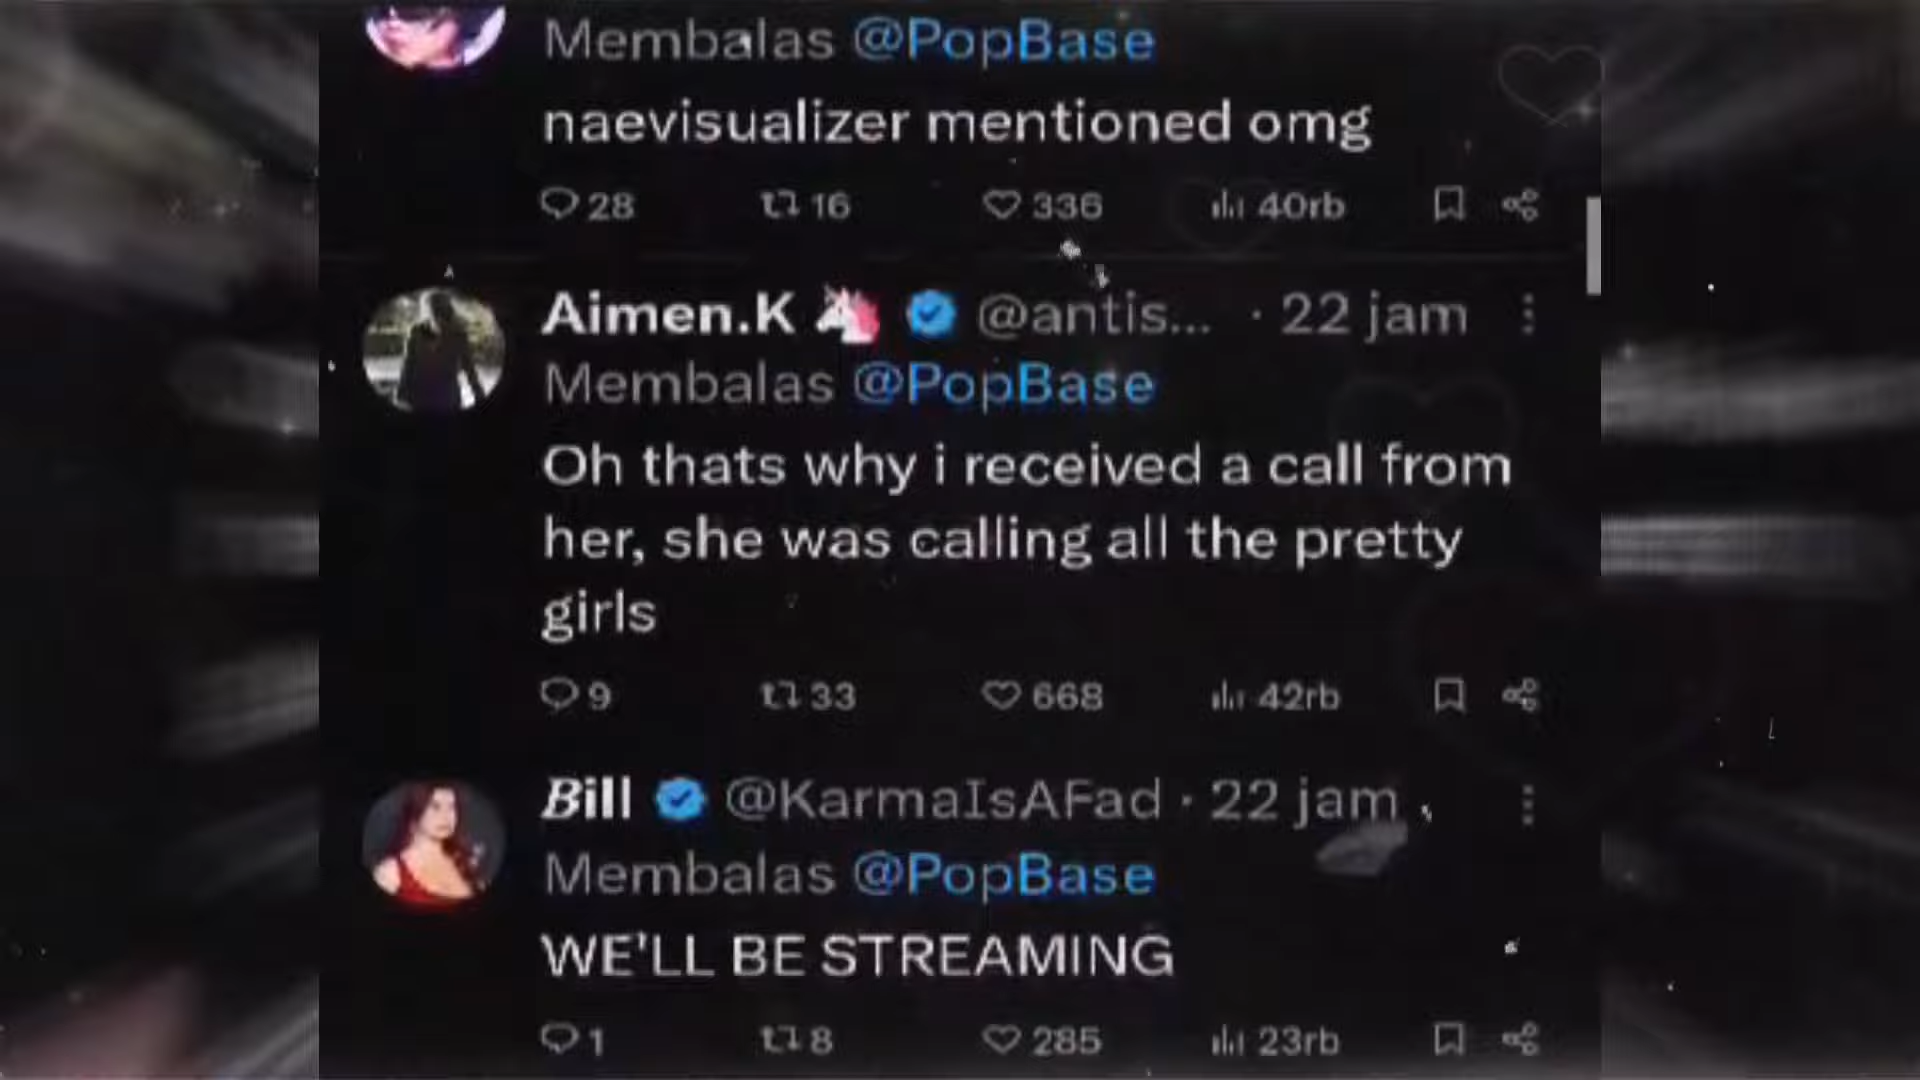 Membalas @PopBase
naevisualizer mentioned omg
28 16 336 40rb
Aimen.K @antis... · 22 jam
Membalas @PopBase
Oh thats why i received a call from
her, she was calling all the pretty
girls
9 33 668 42rb
Bill @KarmaIsAFad · 22 jam
Membalas @PopBase
WE'LL BE STREAMING
1 8 285 23rb